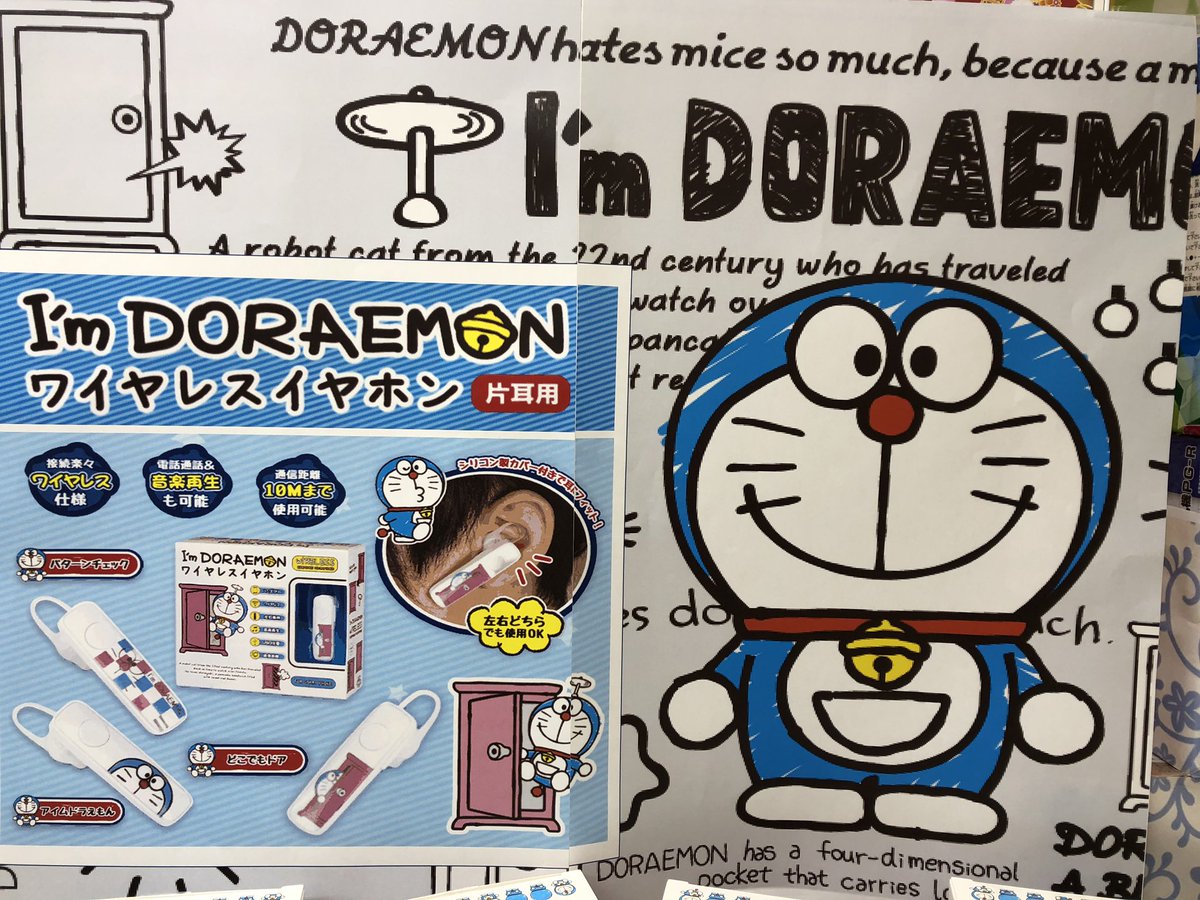 DORAEMON hates mice so much, because a m
I'm DORAEMO
A robot cat from the 22nd century who has traveled
watch ov
panca
t re
I'm DORAEMON
ワイヤレスイヤホン 片耳用
接続楽々
ワイヤレス
仕様
電話通話&
音楽再生
も可能
通信距離
10Mまで
使用可能
シリコン製カバー付きで耳にフィット!
左右どちら
でも使用OK
パターンチェック
I'm DORAEMON
ワイヤレスイヤホン
WIRELESS
どこでもドア
アイムドラえもん
es do
ch.
DORAEMON has a four-dimensional
pocket that carries lo
DOR
A R